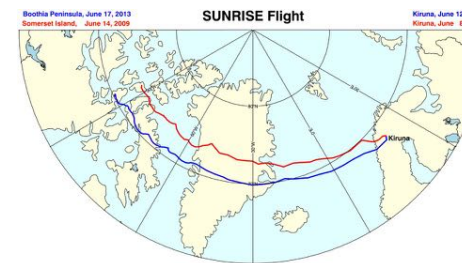 SUNRISE Flight
Boothia Peninsula, June 17, 2013
Somerset Island, June 14, 2009
Kiruna, June 12
Kiruna, June 8
Kiruna